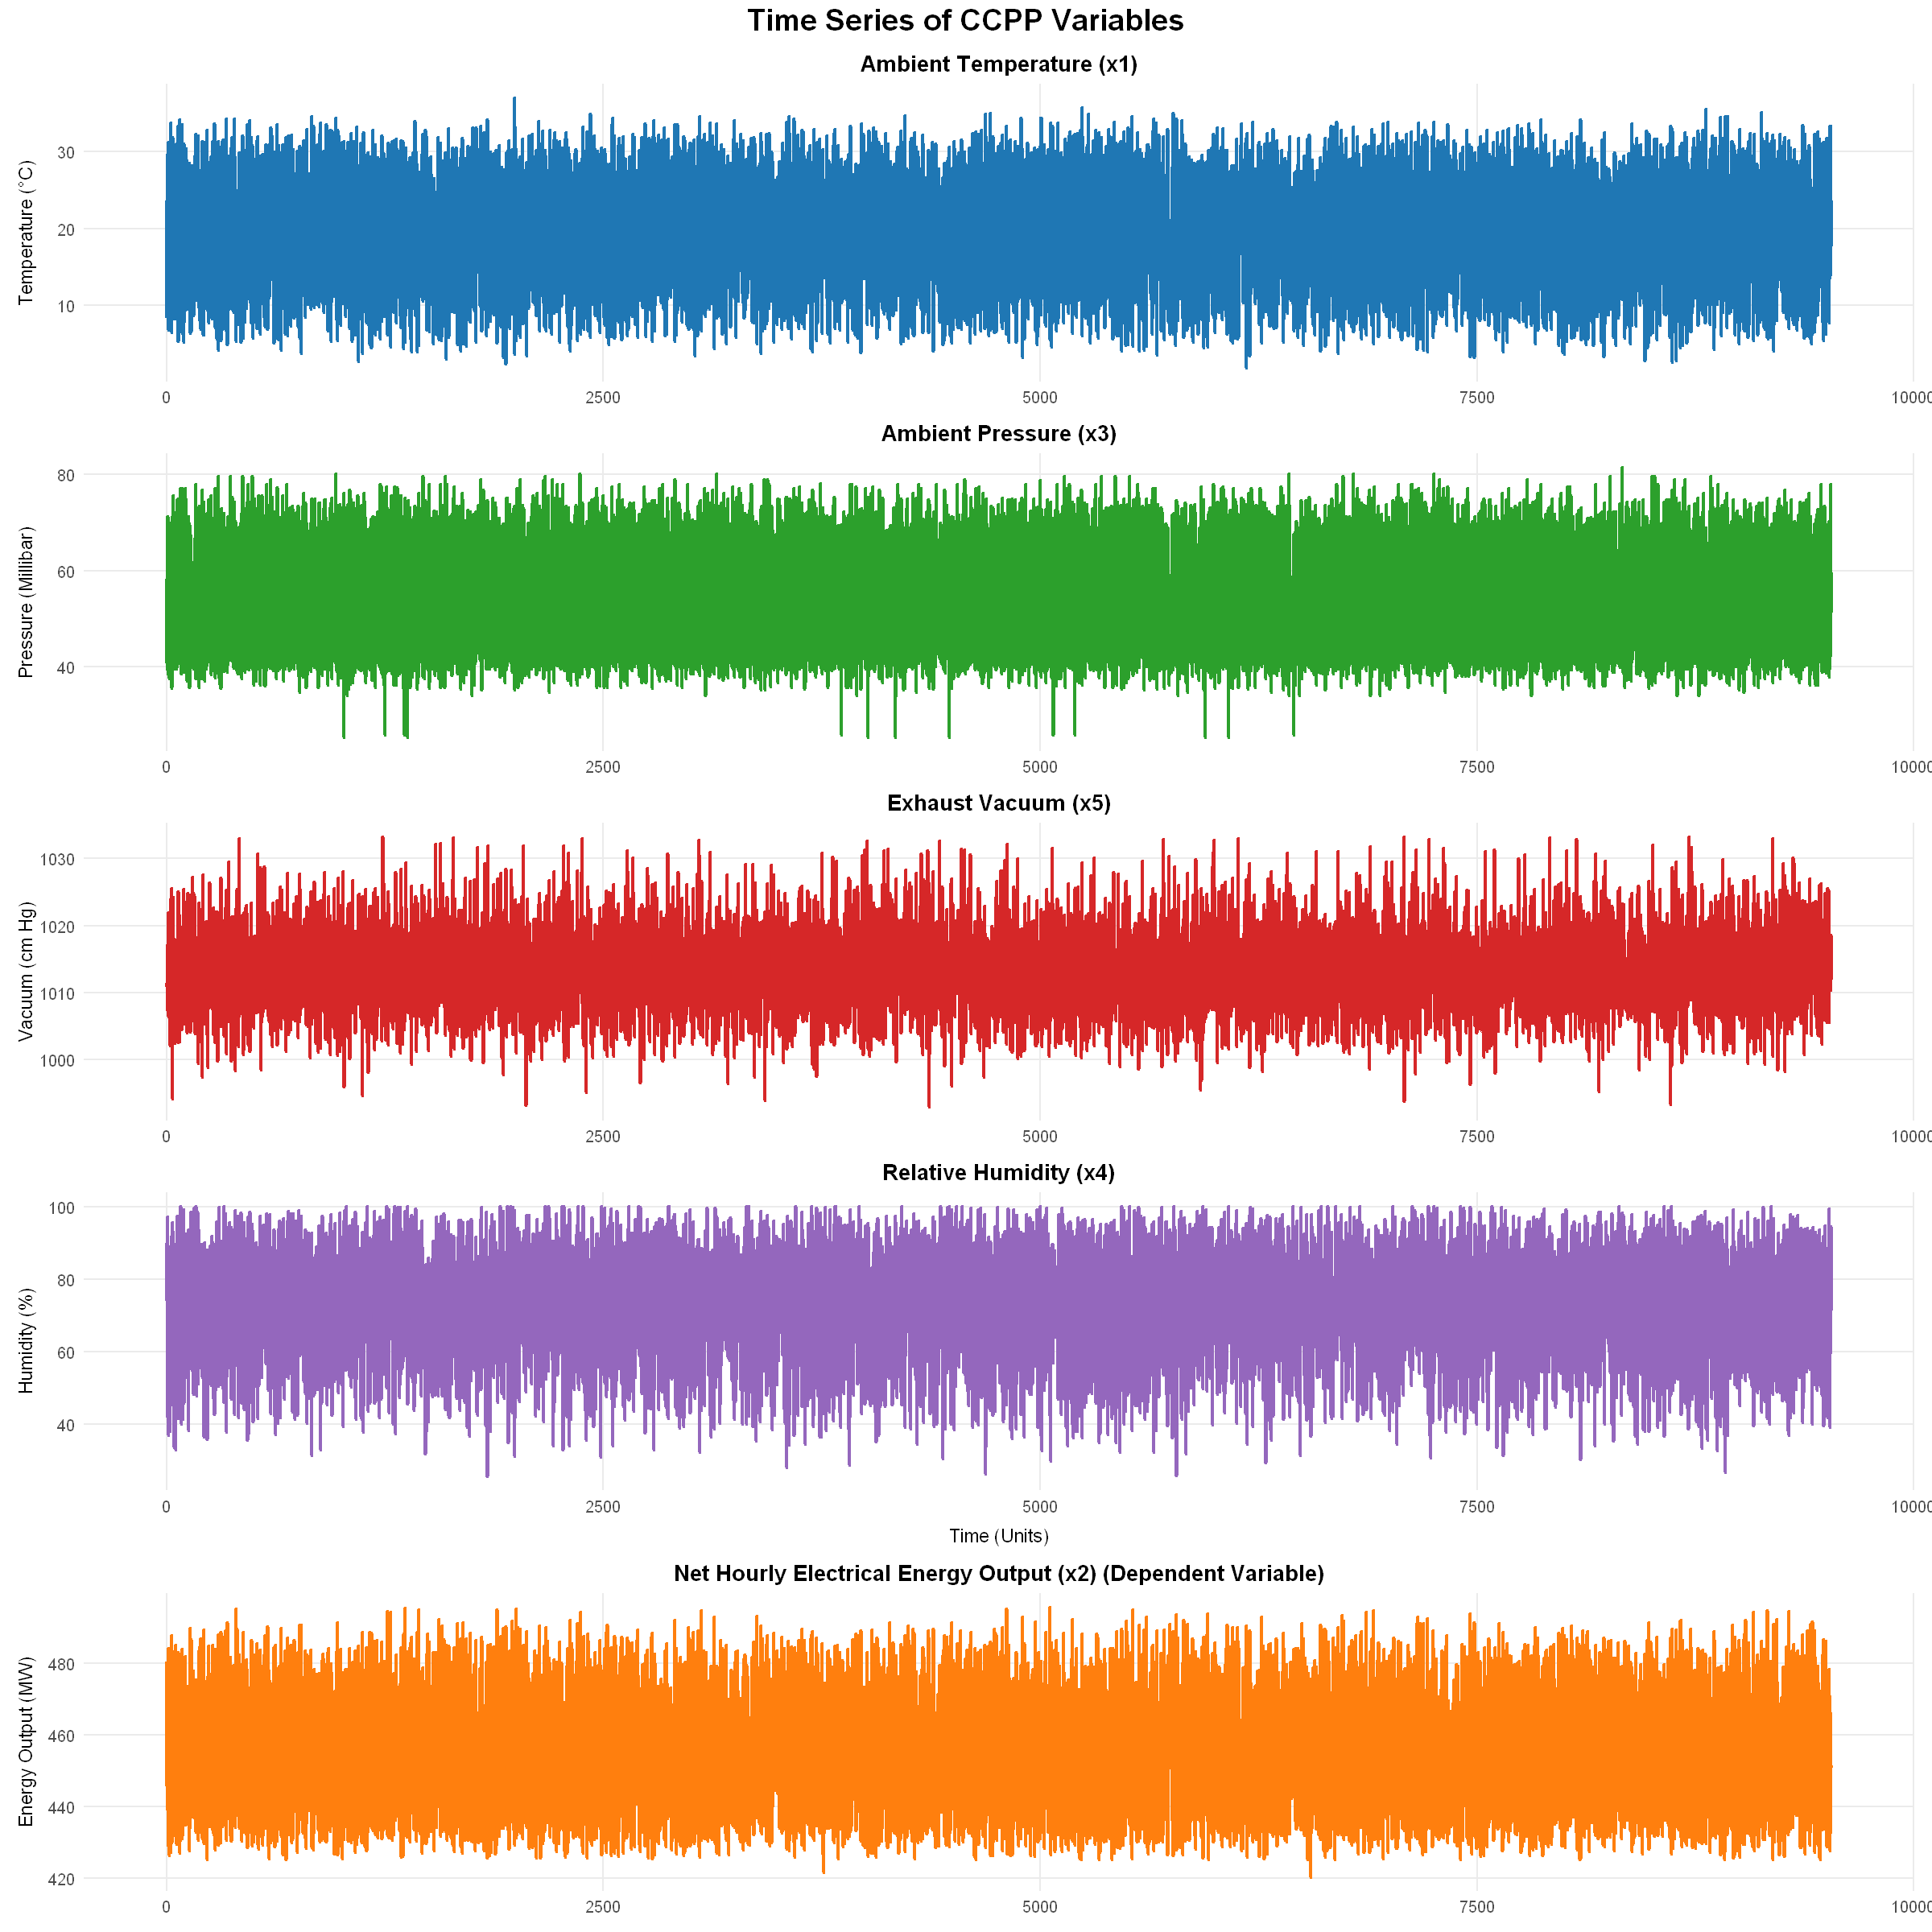 Time Series of CCPP Variables
Ambient Temperature (x1)
Temperature (°C)
30
20
10
0 2500 5000 7500 10000
Ambient Pressure (x3)
Pressure (Millibar)
80
60
40
0 2500 5000 7500 10000
Exhaust Vacuum (x5)
Vacuum (cm Hg)
1030
1020
1010
1000
0 2500 5000 7500 10000
Relative Humidity (x4)
Humidity (%)
100
80
60
40
0 2500 5000 7500 10000
Time (Units)
Net Hourly Electrical Energy Output (x2) (Dependent Variable)
Energy Output (MW)
480
460
440
420
0 2500 5000 7500 10000